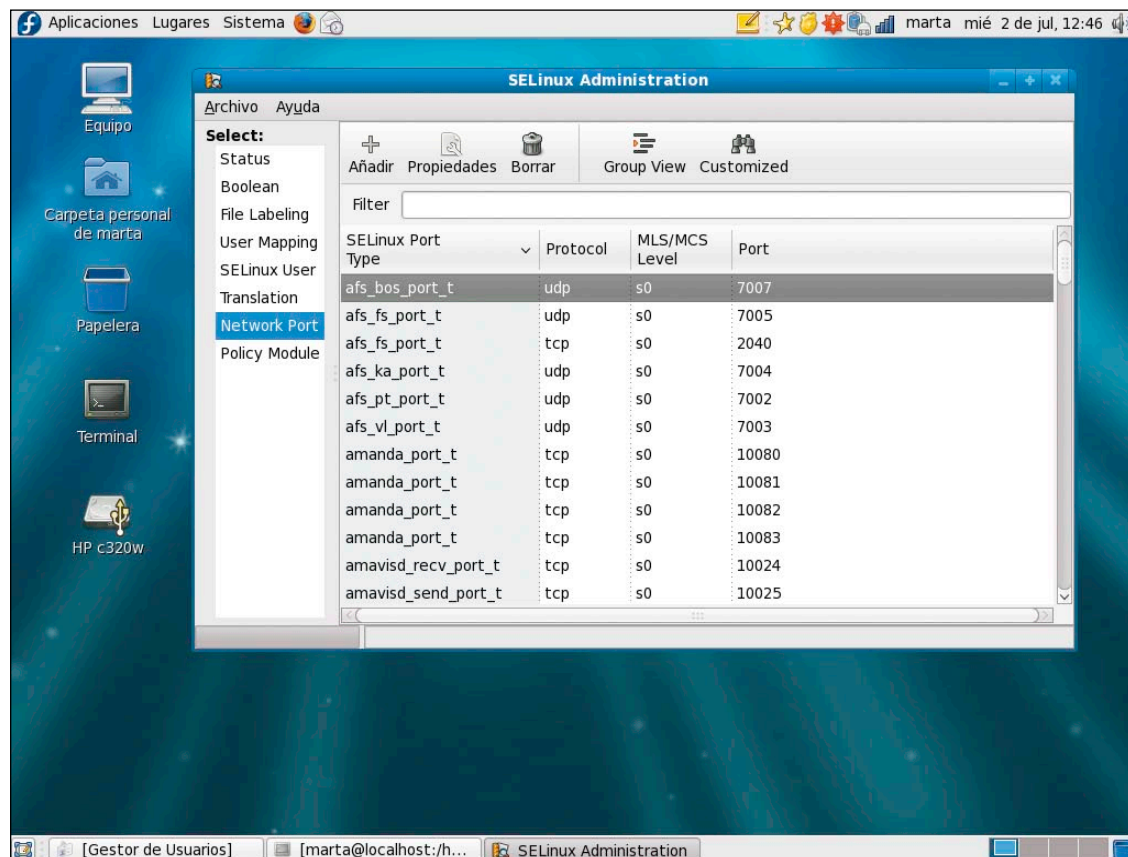 Aplicaciones Lugares Sistema
marta mié 2 de jul, 12:46
Equipo
Carpeta personal
de marta
Papelera
Terminal
HP c320w
SELinux Administration
Archivo Ayuda
Select:
Status
Boolean
File Labeling
User Mapping
SELinux User
Translation
Network Port
Policy Module
Añadir Propiedades Borrar Group View Customized
Filter
SELinux Port Type Protocol MLS/MCS Level Port
afs_bos_port_t udp s0 7007
afs_fs_port_t udp s0 7005
afs_fs_port_t tcp s0 2040
afs_ka_port_t udp s0 7004
afs_pt_port_t udp s0 7002
afs_vl_port_t udp s0 7003
amanda_port_t tcp s0 10080
amanda_port_t tcp s0 10081
amanda_port_t tcp s0 10082
amanda_port_t tcp s0 10083
amavisd_recv_port_t tcp s0 10024
amavisd_send_port_t tcp s0 10025
[Gestor de Usuarios] [marta@localhost:/h... SELinux Administration